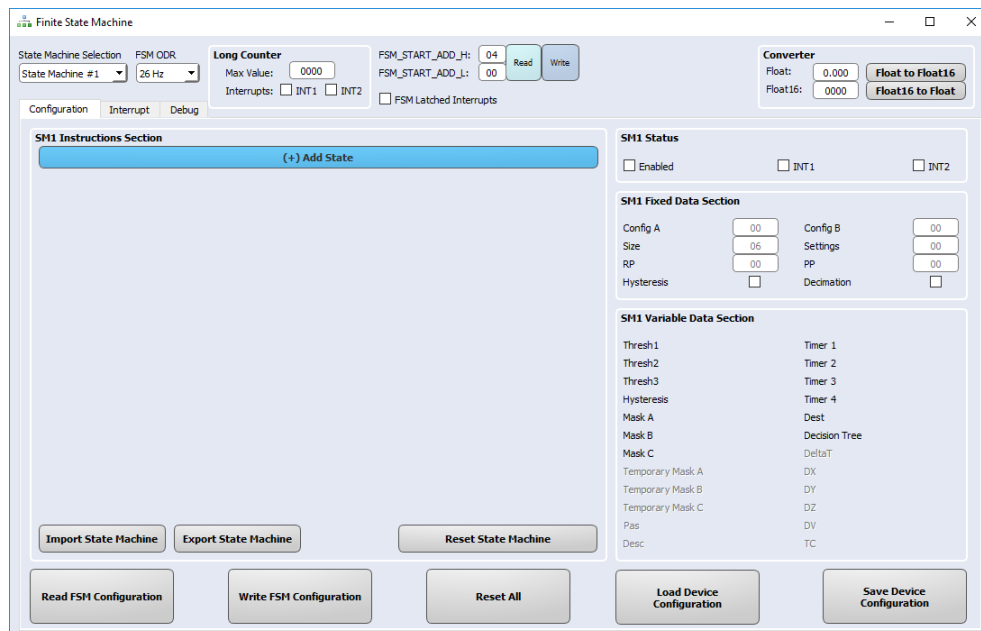 Finite State Machine
State Machine Selection FSM ODR
State Machine #1 26 Hz
Long Counter
Max Value: 0000
Interrupts: INT1 INT2
FSM_START_ADD_H: 04
FSM_START_ADD_L: 00
Read Write
FSM Latched Interrupts
Converter
Float: 0.000 Float to Float16
Float16: 0000 Float16 to Float
Configuration Interrupt Debug
SM1 Instructions Section
(+) Add State
Import State Machine Export State Machine Reset State Machine
SM1 Status
Enabled INT1 INT2
SM1 Fixed Data Section
Config A 00 Config B 00
Size 06 Settings 00
RP 00 PP 00
Hysteresis Decimation
SM1 Variable Data Section
Thresh1 Timer 1
Thresh2 Timer 2
Thresh3 Timer 3
Hysteresis Timer 4
Mask A Dest
Mask B Decision Tree
Mask C DeltaT
Temporary Mask A DX
Temporary Mask B DY
Temporary Mask C DZ
Pas DV
Desc TC
Read FSM Configuration Write FSM Configuration Reset All
Load Device
Configuration
Save Device
Configuration